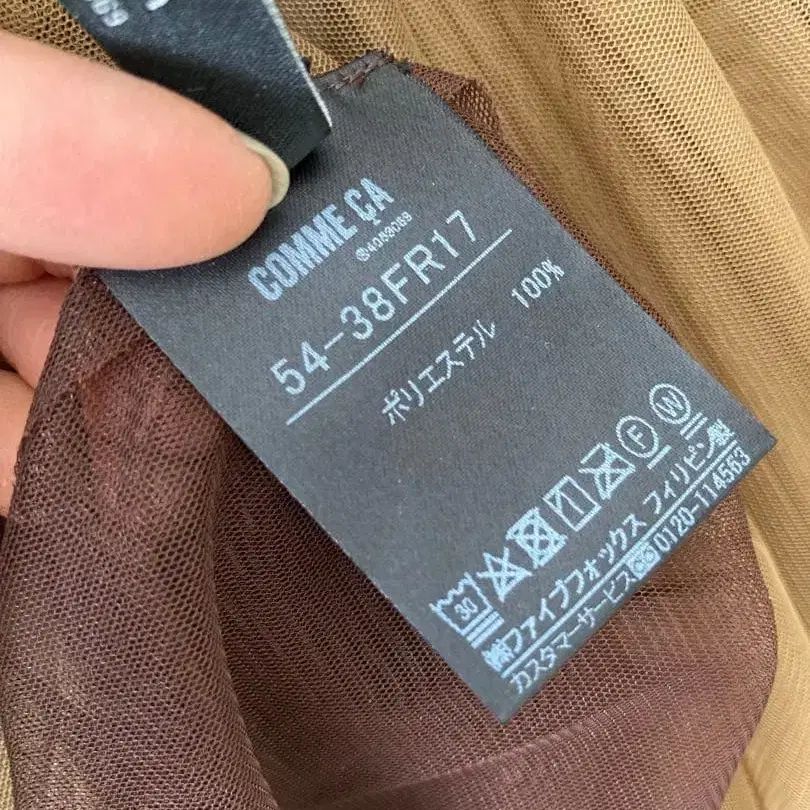 COMME ÇA
Ⓢ4053069
54-38FR17
ポリエステル 100%
30 F W
㈱ファイブフォックス フィリピン製
カスタマーサービス 0120-114563